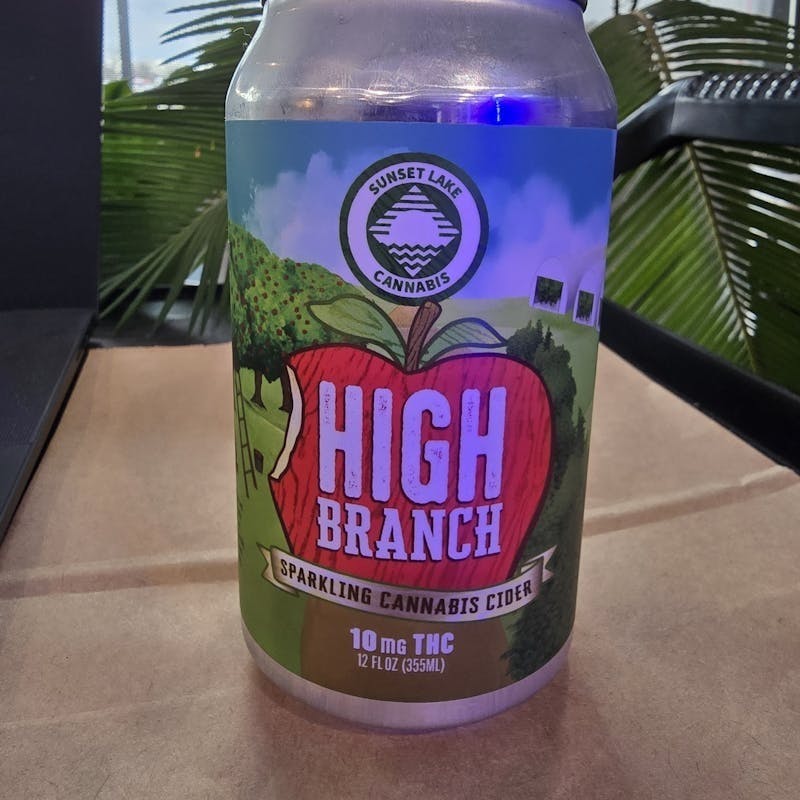 SUNSET LAKE
CANNABIS
HIGH
BRANCH
SPARKLING CANNABIS CIDER
10mg THC
12 FL OZ (355ML)